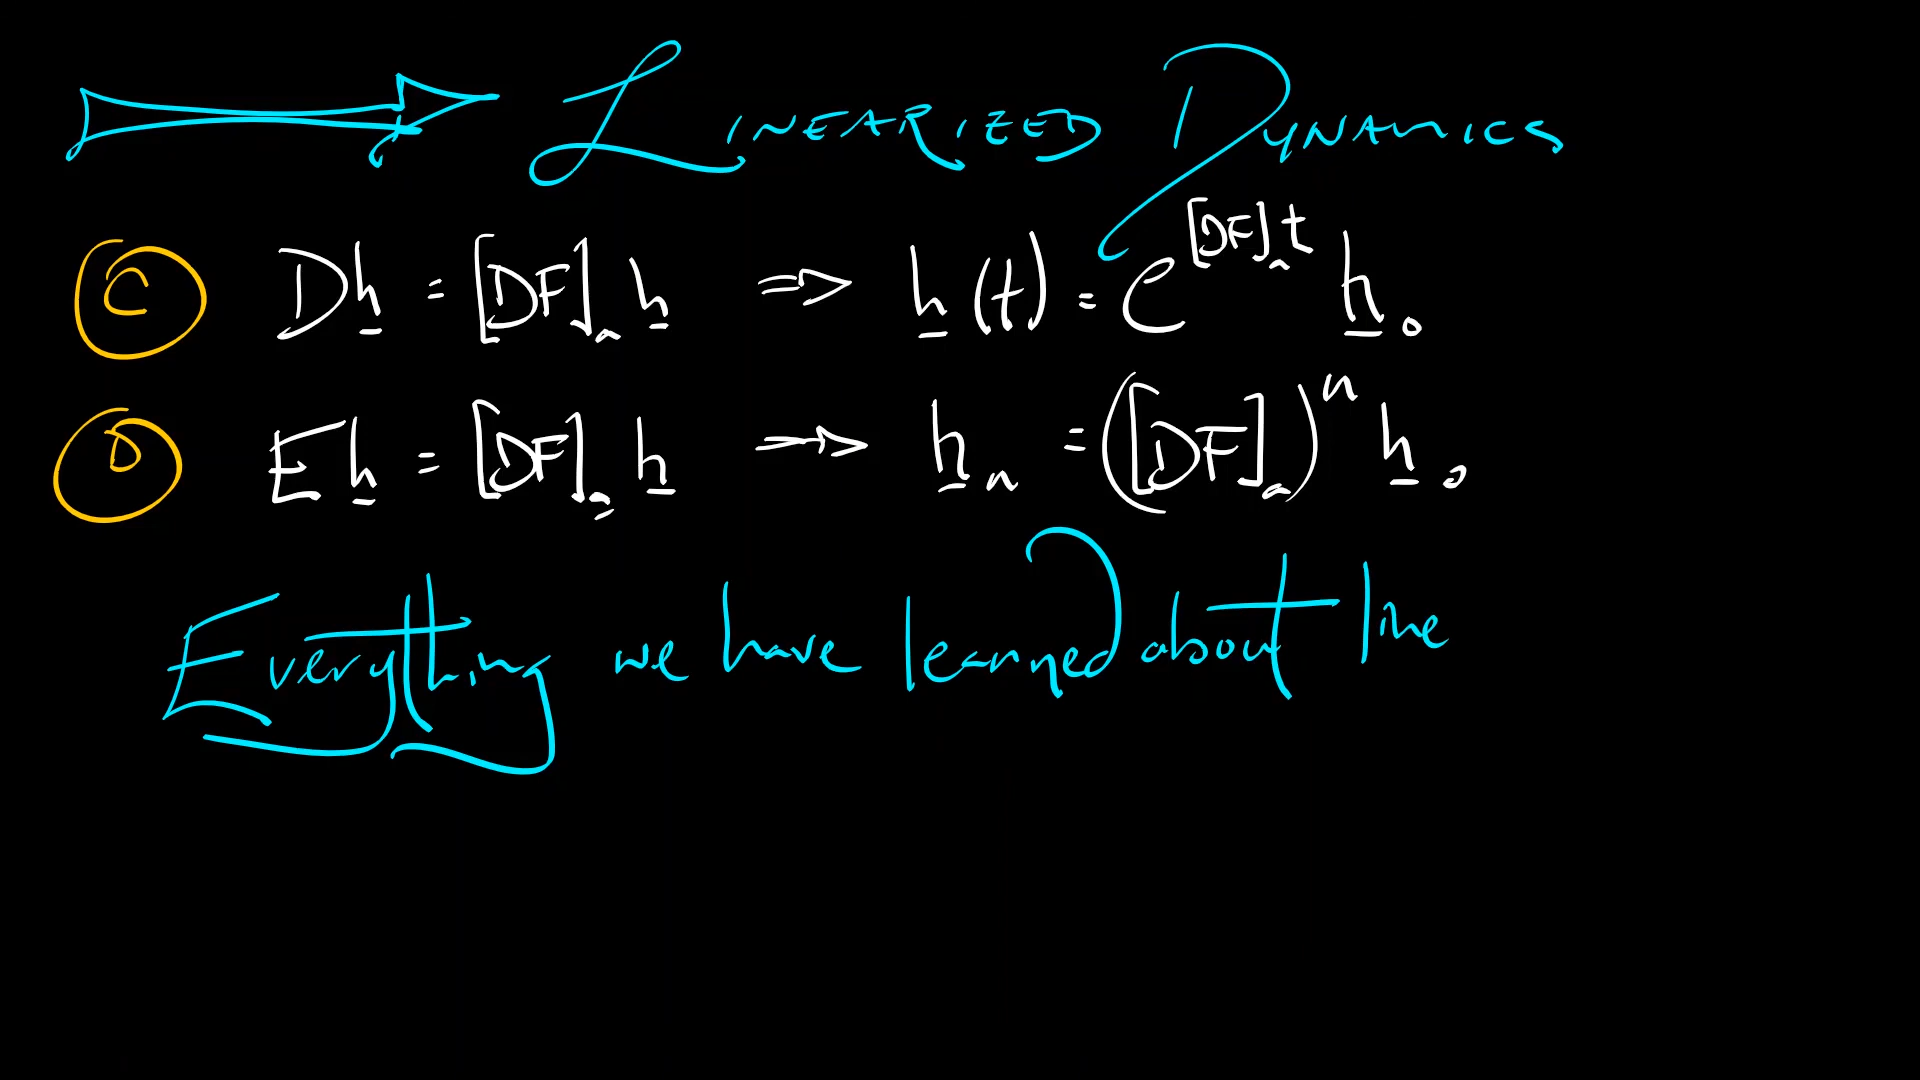 LINEARIZED DYNAMICS
C Dh = [DF]ₐ h ⇒ h(t) = e^([DF]ₐ t) h₀
D Eh = [DF]ₐ h ⇒ hₙ = ([DF]ₐ)ⁿ h₀
Everything we have learned about line